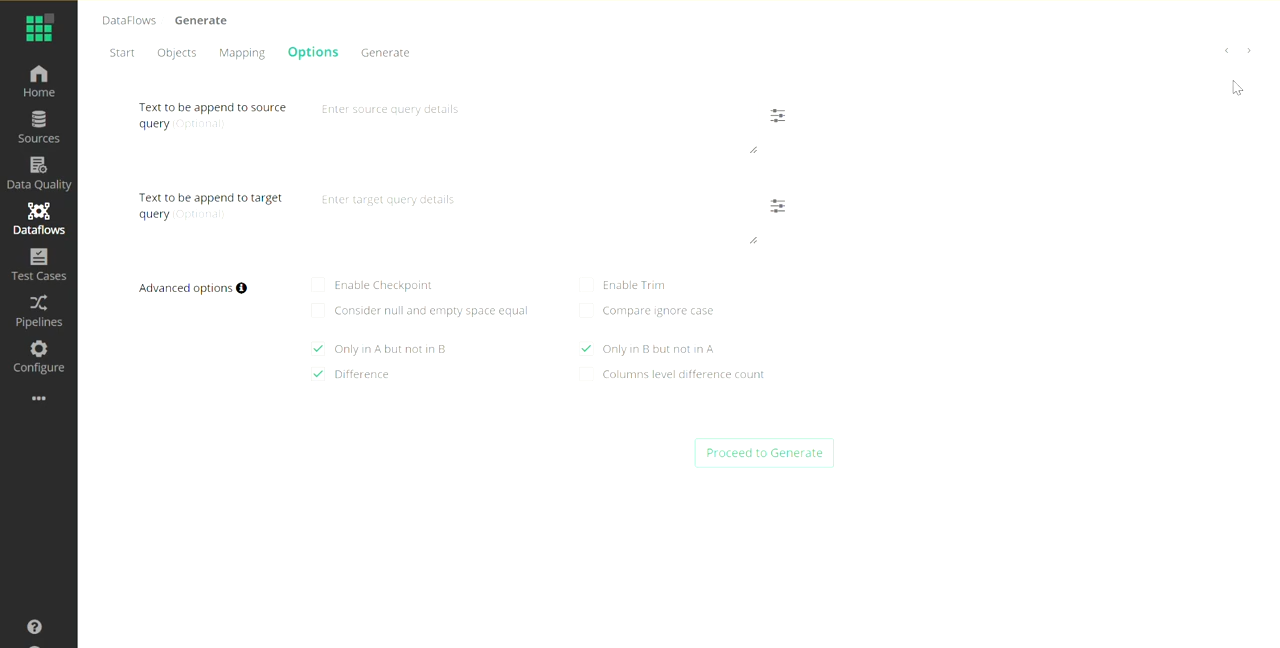 DataFlows Generate
Start Objects Mapping Options Generate
Home
Sources
Data Quality
Dataflows
Test Cases
Pipelines
Configure
Text to be append to source
query (Optional)
Enter source query details
Text to be append to target
query (Optional)
Enter target query details
Advanced options
Enable Checkpoint
Enable Trim
Consider null and empty space equal
Compare ignore case
Only in A but not in B
Only in B but not in A
Difference
Columns level difference count
Proceed to Generate